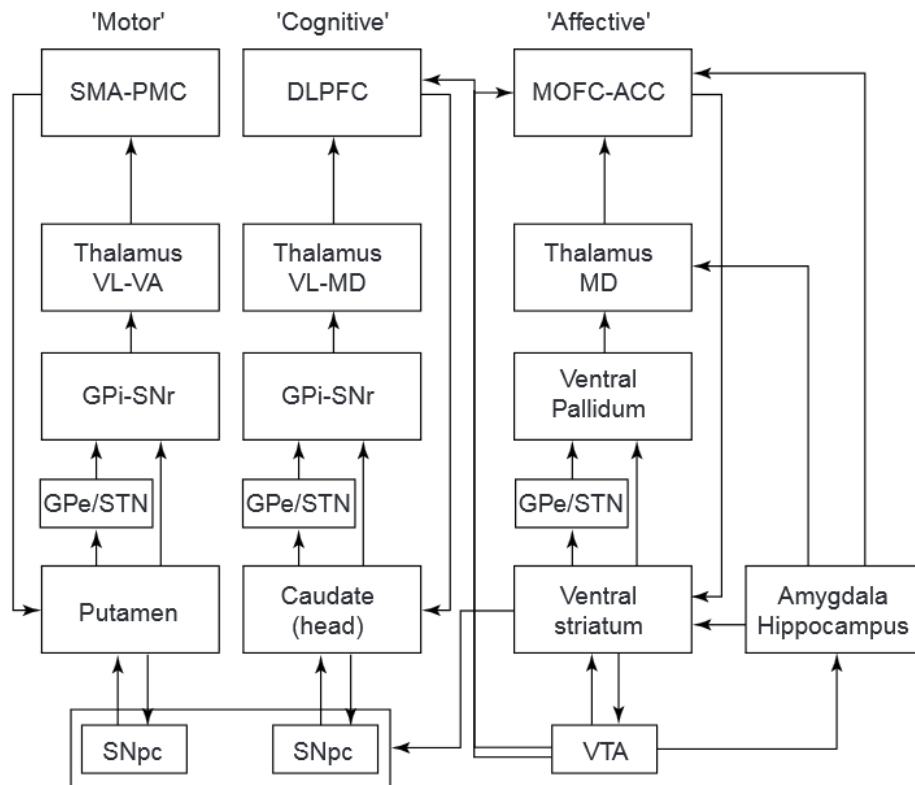 'Motor'
'Cognitive'
'Affective'
SMA-PMC
DLPFC
MOFC-ACC
Thalamus
VL-VA
Thalamus
VL-MD
Thalamus
MD
GPi-SNr
GPi-SNr
Ventral
Pallidum
GPe/STN
GPe/STN
GPe/STN
Putamen
Caudate
(head)
Ventral
striatum
Amygdala
Hippocampus
SNpc
SNpc
VTA